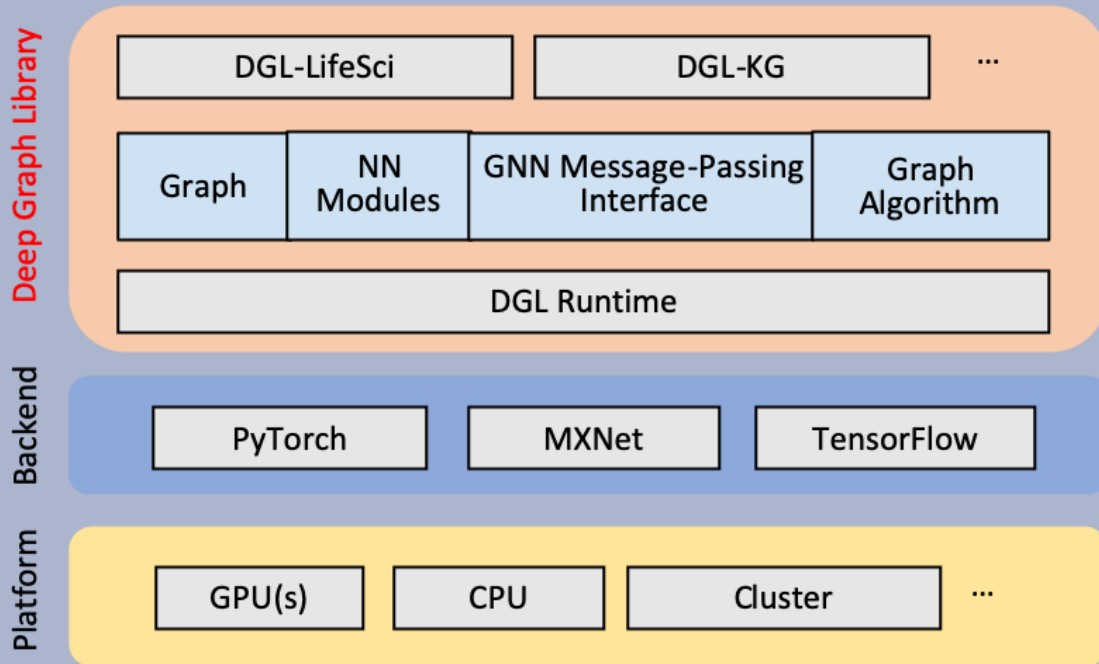 Deep Graph Library
DGL-LifeSci
DGL-KG
...
Graph
NN
Modules
GNN Message-Passing
Interface
Graph
Algorithm
DGL Runtime
Backend
PyTorch
MXNet
TensorFlow
Platform
GPU(s)
CPU
Cluster
...